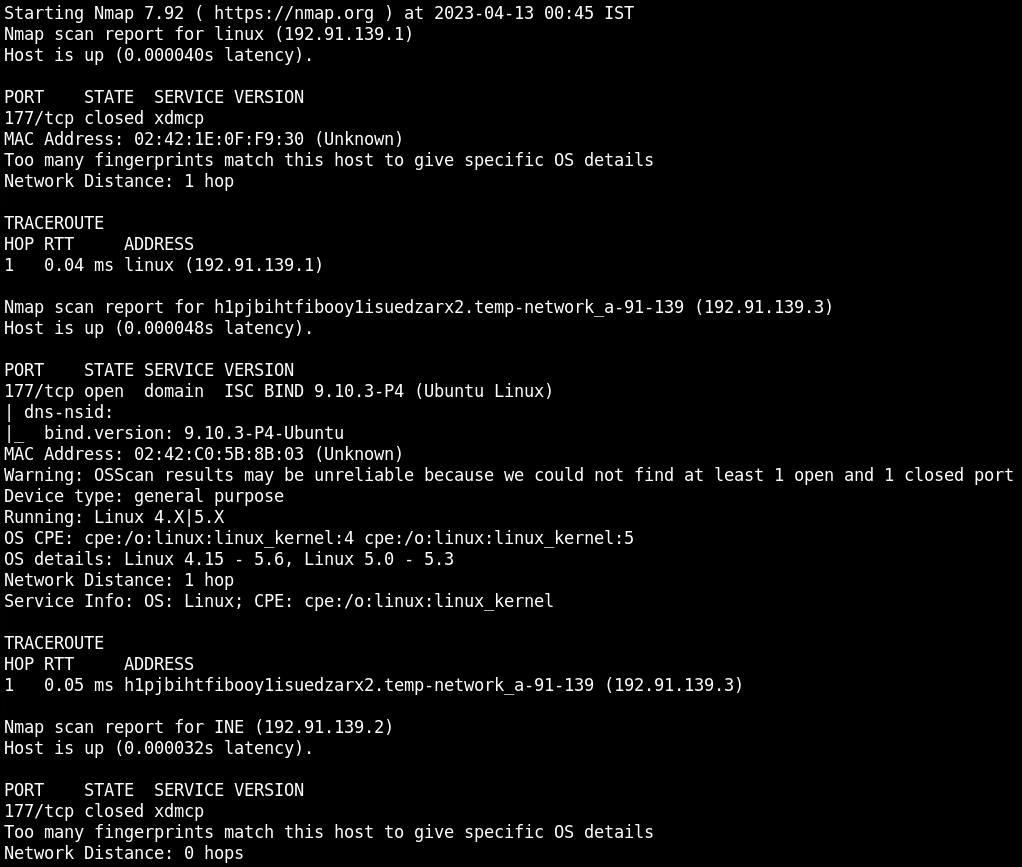 Starting Nmap 7.92 ( https://nmap.org ) at 2023-04-13 00:45 IST
Nmap scan report for linux (192.91.139.1)
Host is up (0.000040s latency).
PORT    STATE  SERVICE VERSION
177/tcp closed xdmcp
MAC Address: 02:42:1E:0F:F9:30 (Unknown)
Too many fingerprints match this host to give specific OS details
Network Distance: 1 hop
TRACEROUTE
HOP RTT     ADDRESS
1   0.04 ms linux (192.91.139.1)
Nmap scan report for h1pjbihtfibooy1isuedzarx2.temp-network_a-91-139 (192.91.139.3)
Host is up (0.000048s latency).
PORT    STATE SERVICE VERSION
177/tcp open  domain  ISC BIND 9.10.3-P4 (Ubuntu Linux)
| dns-nsid:
|_  bind.version: 9.10.3-P4-Ubuntu
MAC Address: 02:42:C0:5B:8B:03 (Unknown)
Warning: OSScan results may be unreliable because we could not find at least 1 open and 1 closed port
Device type: general purpose
Running: Linux 4.X|5.X
OS CPE: cpe:/o:linux:linux_kernel:4 cpe:/o:linux:linux_kernel:5
OS details: Linux 4.15 - 5.6, Linux 5.0 - 5.3
Network Distance: 1 hop
Service Info: OS: Linux; CPE: cpe:/o:linux:linux_kernel
TRACEROUTE
HOP RTT     ADDRESS
1   0.05 ms h1pjbihtfibooy1isuedzarx2.temp-network_a-91-139 (192.91.139.3)
Nmap scan report for INE (192.91.139.2)
Host is up (0.000032s latency).
PORT    STATE  SERVICE VERSION
177/tcp closed xdmcp
Too many fingerprints match this host to give specific OS details
Network Distance: 0 hops